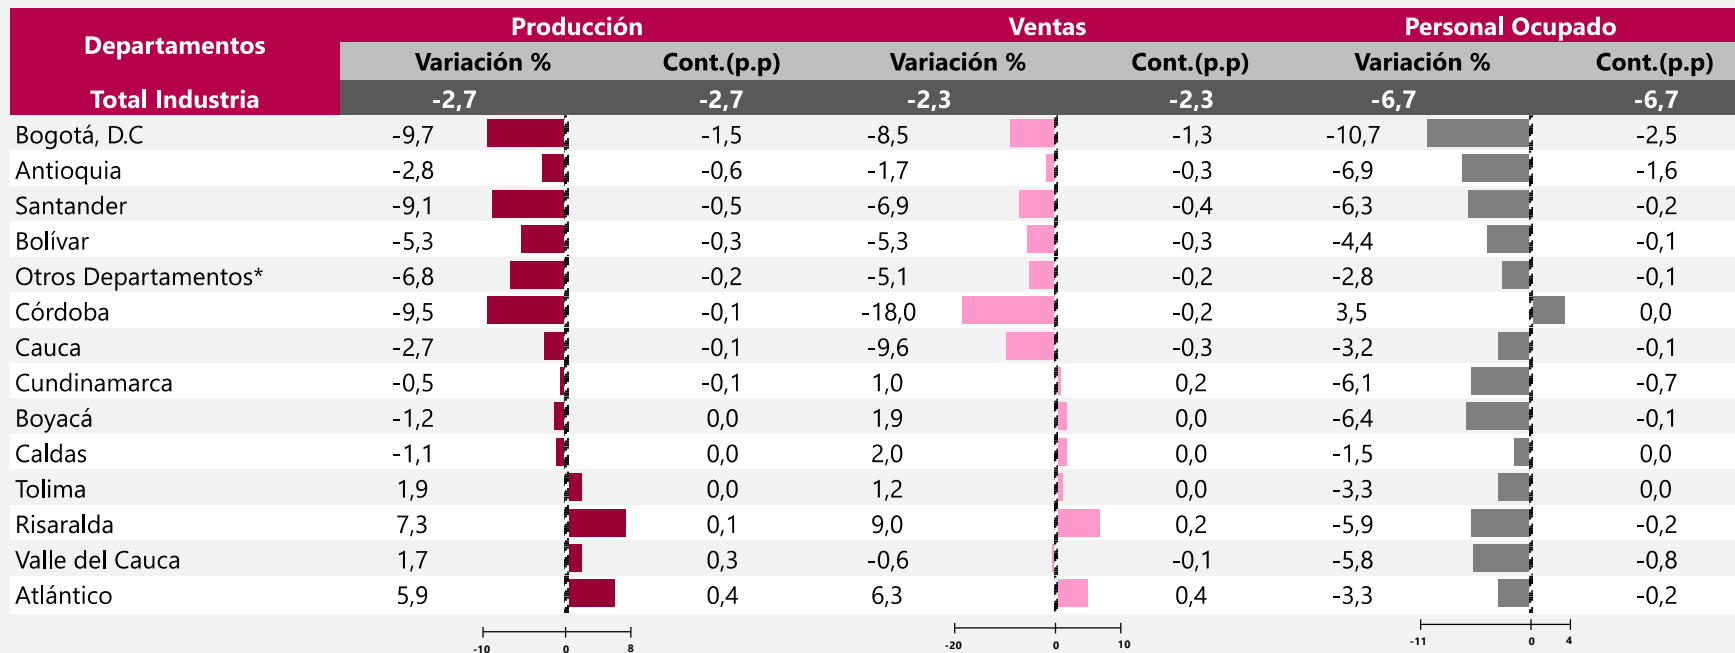 Departamentos Producción Ventas Personal Ocupado
Variación % Cont.(p.p) Variación % Cont.(p.p) Variación % Cont.(p.p)
Total Industria -2,7 -2,7 -2,3 -2,3 -6,7 -6,7
Bogotá, D.C -9,7 -1,5 -8,5 -1,3 -10,7 -2,5
Antioquia -2,8 -0,6 -1,7 -0,3 -6,9 -1,6
Santander -9,1 -0,5 -6,9 -0,4 -6,3 -0,2
Bolívar -5,3 -0,3 -5,3 -0,3 -4,4 -0,1
Otros Departamentos* -6,8 -0,2 -5,1 -0,2 -2,8 -0,1
Córdoba -9,5 -0,1 -18,0 -0,2 3,5 0,0
Cauca -2,7 -0,1 -9,6 -0,3 -3,2 -0,1
Cundinamarca -0,5 -0,1 1,0 0,2 -6,1 -0,7
Boyacá -1,2 0,0 1,9 0,0 -6,4 -0,1
Caldas -1,1 0,0 2,0 0,0 -1,5 0,0
Tolima 1,9 0,0 1,2 0,0 -3,3 0,0
Risaralda 7,3 0,1 9,0 0,2 -5,9 -0,2
Valle del Cauca 1,7 0,3 -0,6 -0,1 -5,8 -0,8
Atlántico 5,9 0,4 6,3 0,4 -3,3 -0,2
-10 0 8 -20 0 10 -11 0 4